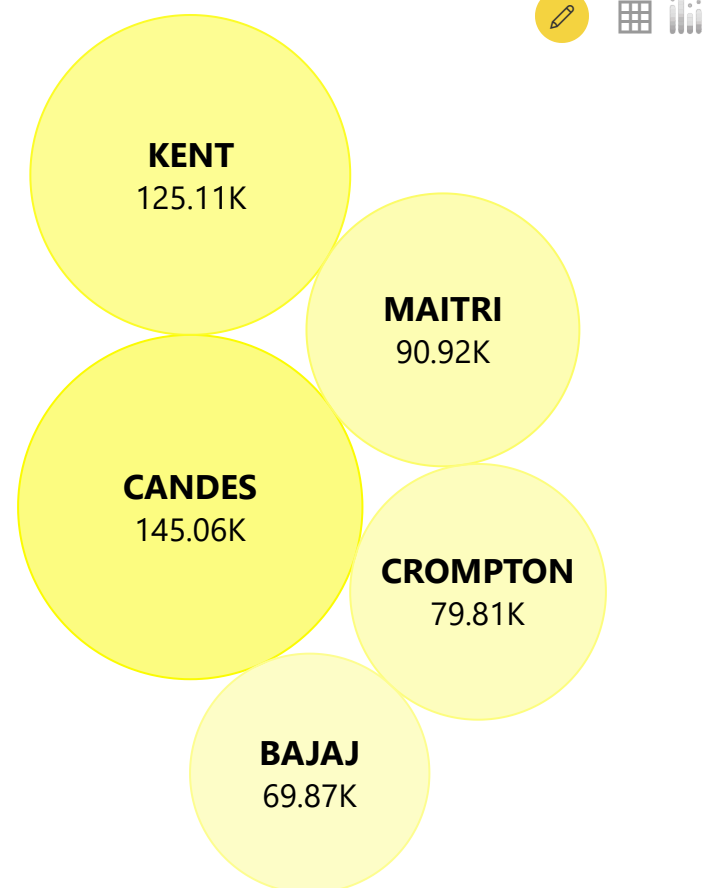 KENT
125.11K
MAITRI
90.92K
CANDES
145.06K
CROMPTON
79.81K
BAJAJ
69.87K